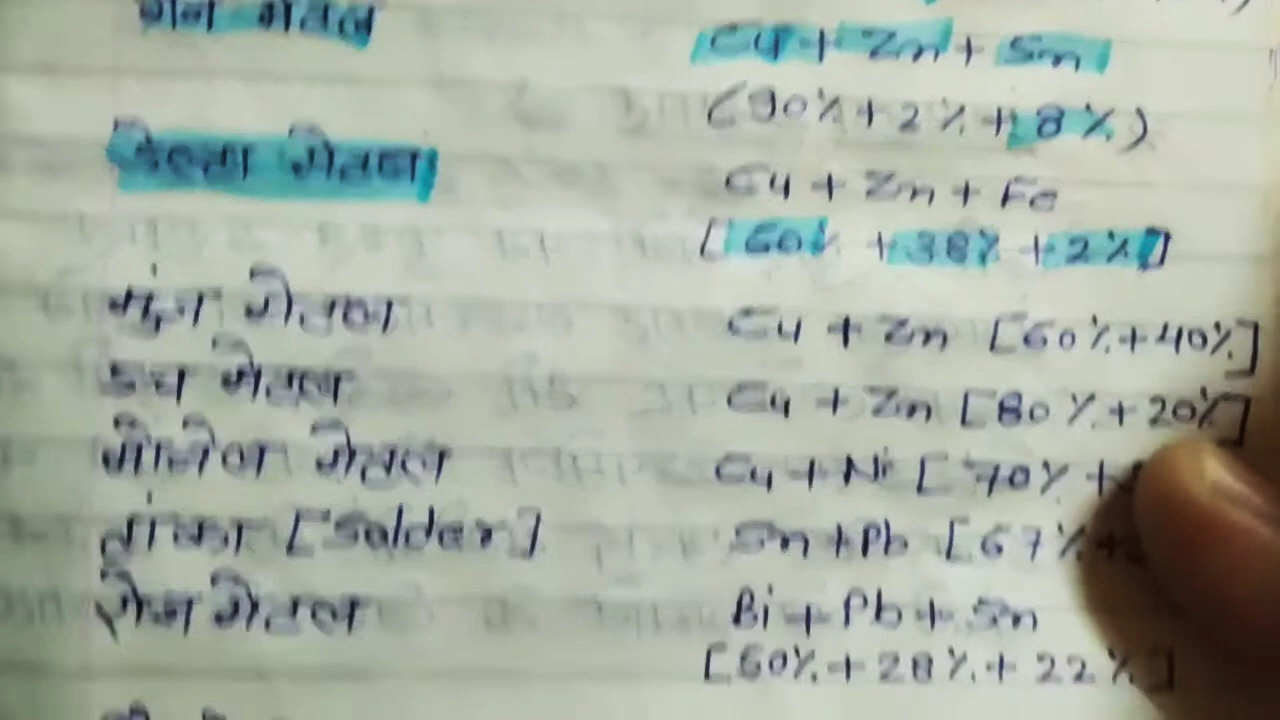 गन मेटल Cu + Zn + Sn
(90% + 2% + 8%)
डेल्टा मेटल Cu + Zn + Fe
[60% + 38% + 2%]
मुंज मेटल Cu + Zn [60% + 40%]
डच मेटल Cu + Zn [80% + 20%]
मोनेल मेटल Cu + Ni [70% +
टांका [Solder] Sn + Pb [67% +
रोज मेटल Bi + Pb + Sn
[50% + 28% + 22%]